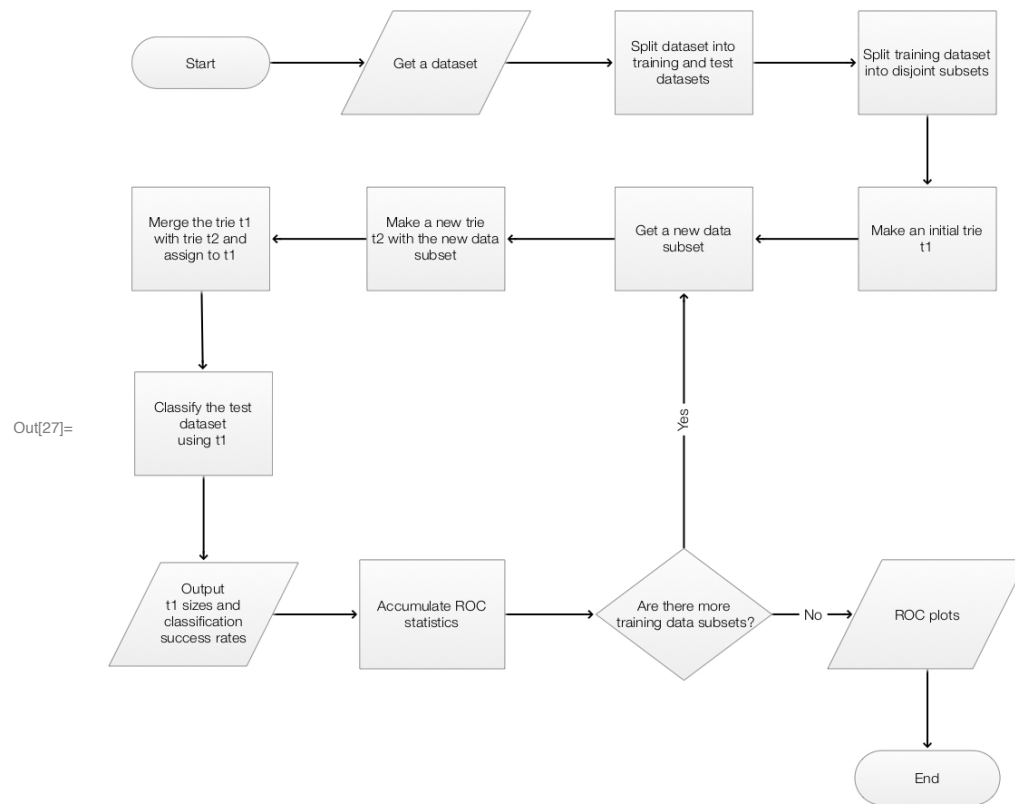 Start
Get a dataset
Split dataset into
training and test
datasets
Split training dataset
into disjoint subsets
Make an initial trie
t1
Get a new data
subset
Make a new trie
t2 with the new data
subset
Merge the trie t1
with trie t2 and
assign to t1
Out[27]=
Classify the test
dataset
using t1
Output
t1 sizes and
classification
success rates
Accumulate ROC
statistics
Are there more
training data subsets?
Yes
No
ROC plots
End